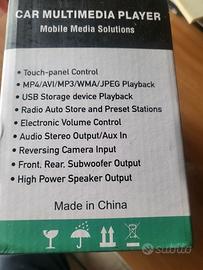 CAR MULTIMEDIA PLAYER
Mobile Media Solutions
• Touch-panel Control
• MP4/AVI/MP3/WMA/JPEG Playback
• USB Storage device Playback
• Radio Auto Store and Preset Stations
• Electronic Volume Control
• Audio Stereo Output/Aux In
• Reversing Camera Input
• Front, Rear, Subwoofer Output
• High Power Speaker Output
Made in China
subito